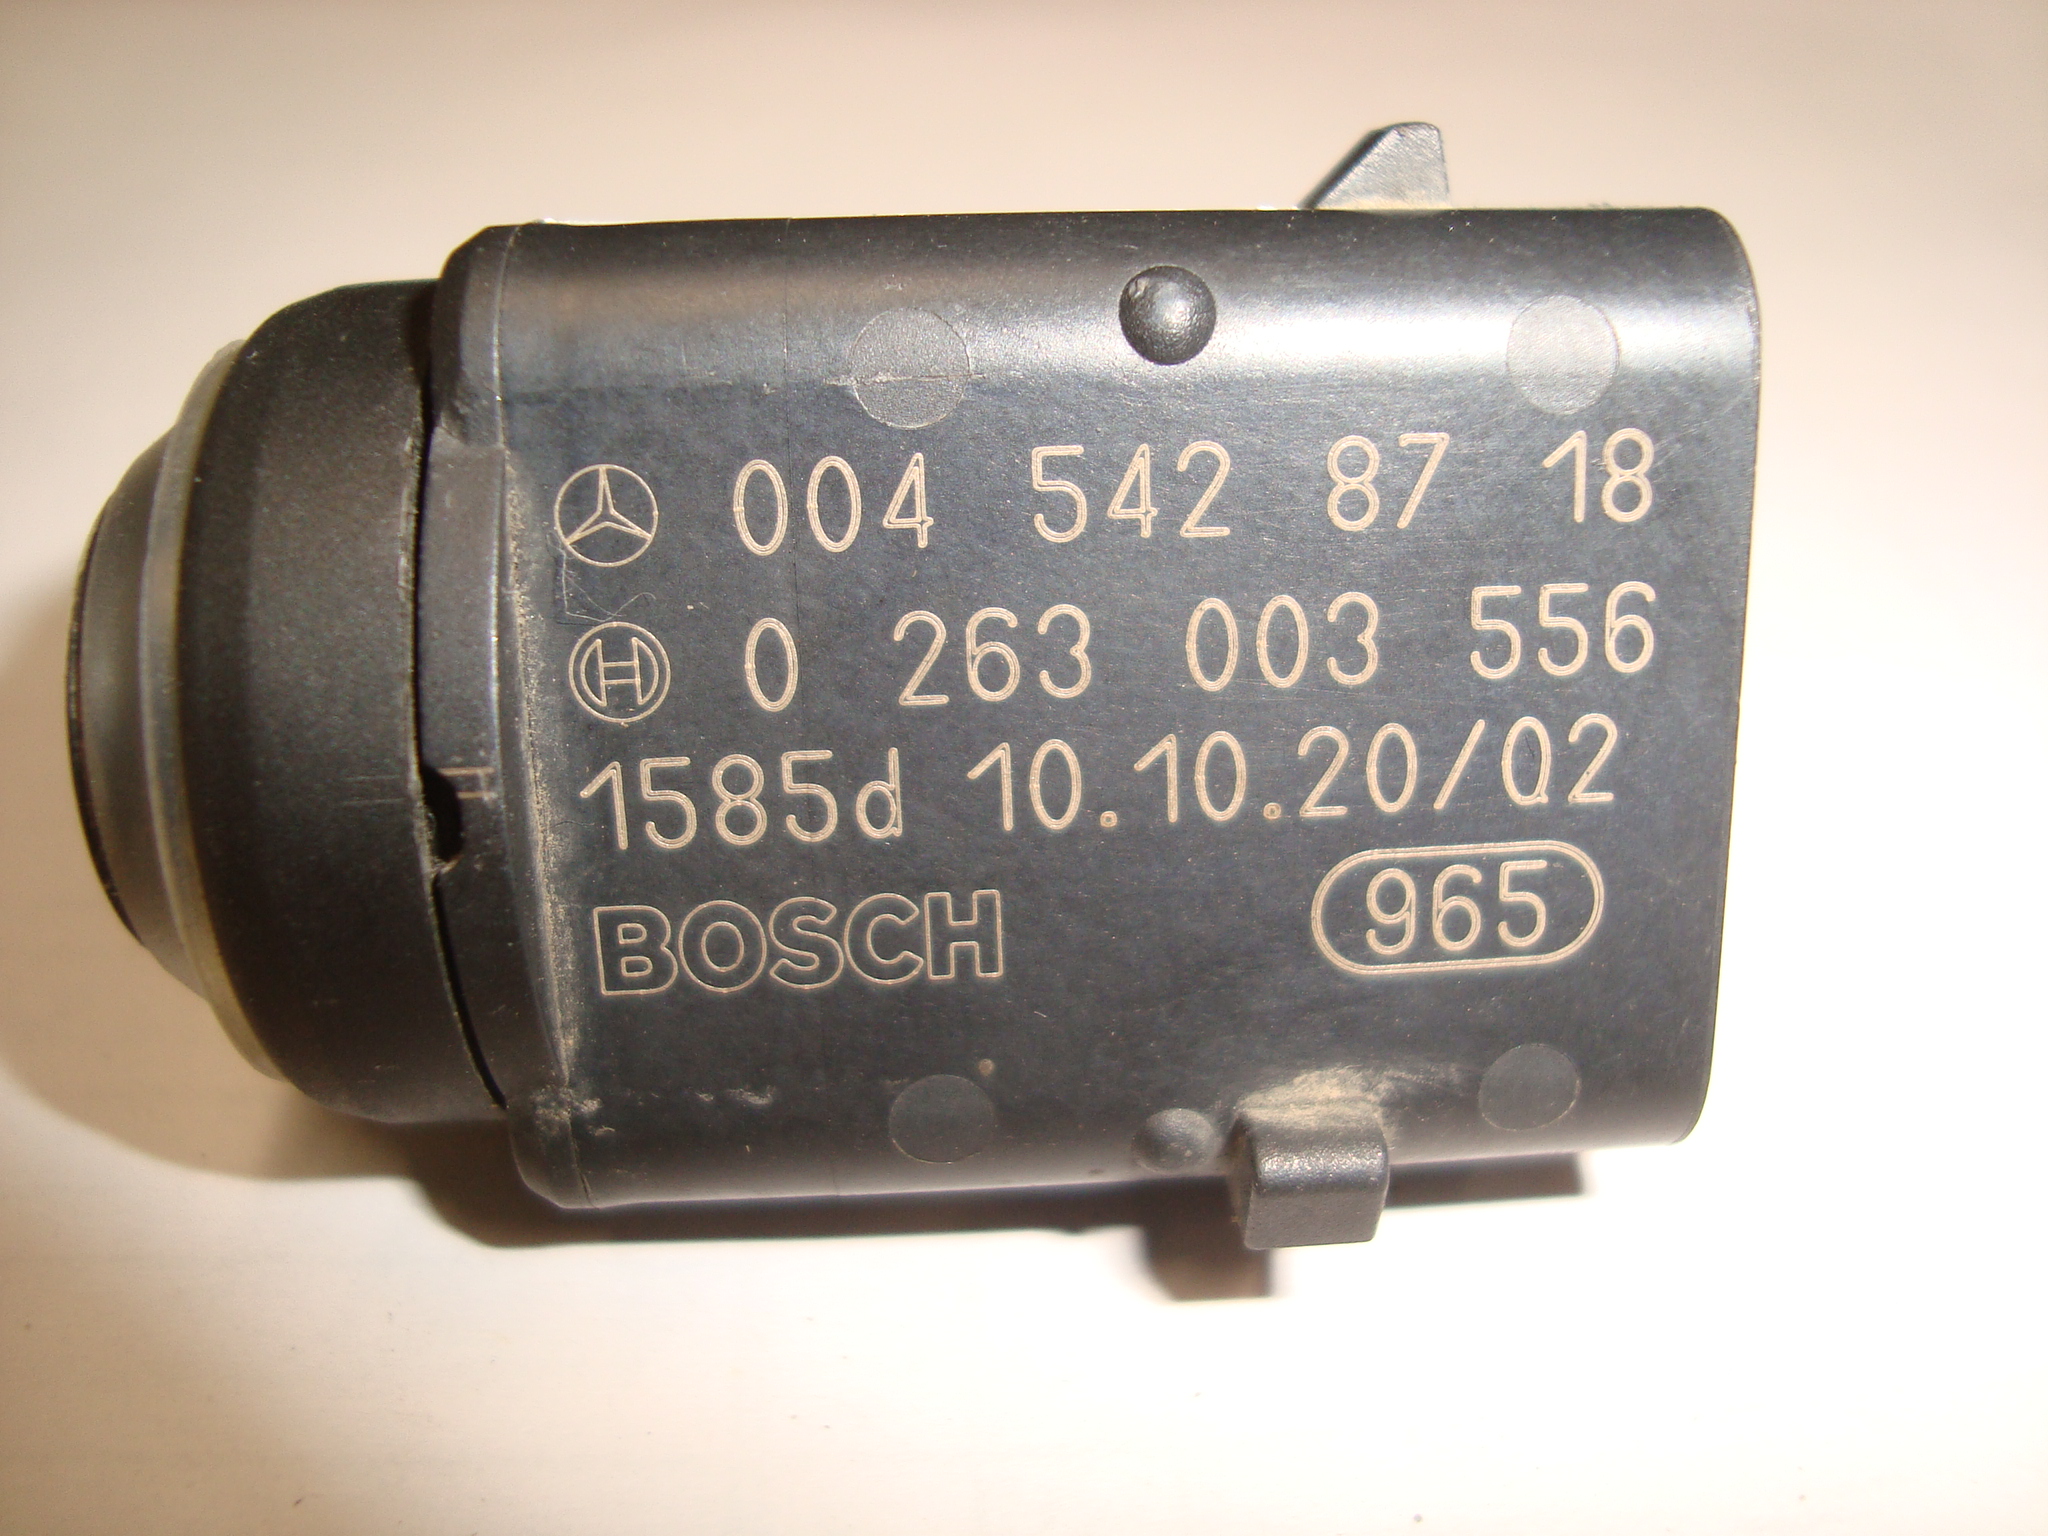 004 542 87 18
0 263 003 556
1585d 10.10.20/02
BOSCH 965